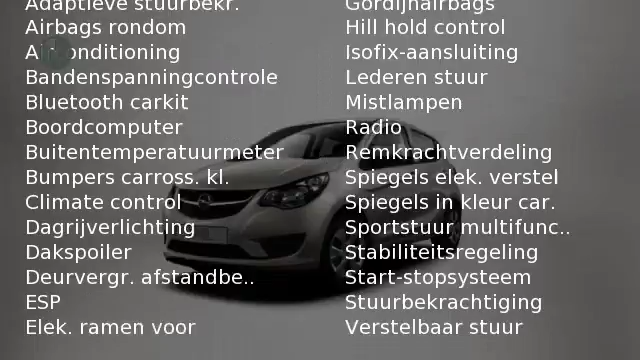 Adaptieve stuurbekr.
Airbags rondom
Airconditioning
Bandenspanningcontrole
Bluetooth carkit
Boordcomputer
Buitentemperatuurmeter
Bumpers carross. kl.
Climate control
Dagrijverlichting
Dakspoiler
Deurvergr. afstandbe..
ESP
Elek. ramen voor
Gordijnairbags
Hill hold control
Isofix-aansluiting
Lederen stuur
Mistlampen
Radio
Remkrachtverdeling
Spiegels elek. verstel
Spiegels in kleur car.
Sportstuur multifunc..
Stabiliteitsregeling
Start-stopsysteem
Stuurbekrachtiging
Verstelbaar stuur